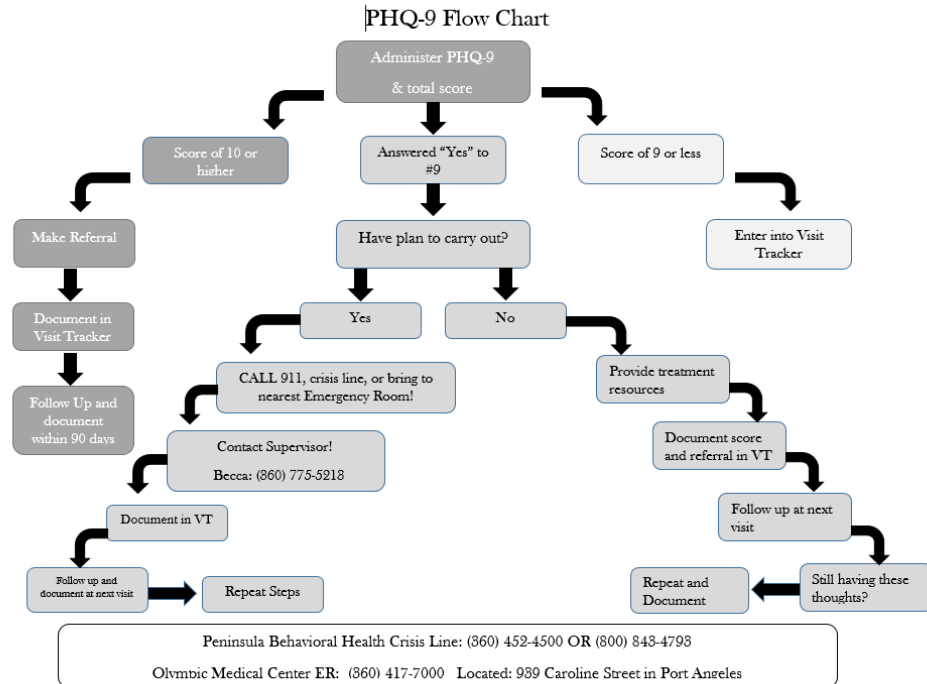 PHQ-9 Flow Chart
Administer PHQ-9
& total score
Score of 10 or
higher
Answered “Yes” to
#9
Score of 9 or less
Make Referral
Have plan to carry out?
Enter into Visit
Tracker
Document in
Visit Tracker
Yes
No
Follow Up and
document
within 90 days
CALL 911, crisis line, or bring to
nearest Emergency Room!
Provide treatment
resources
Contact Supervisor!
Becca: (360) 775-5218
Document score
and referral in VT
Document in VT
Follow up at next
visit
Follow up and
document at next visit
Repeat Steps
Repeat and
Document
Still having these
thoughts?
Peninsula Behavioral Health Crisis Line: (360) 452-4500 OR (800) 843-4793
Olympic Medical Center ER: (360) 417-7000 Located: 939 Caroline Street in Port Angeles